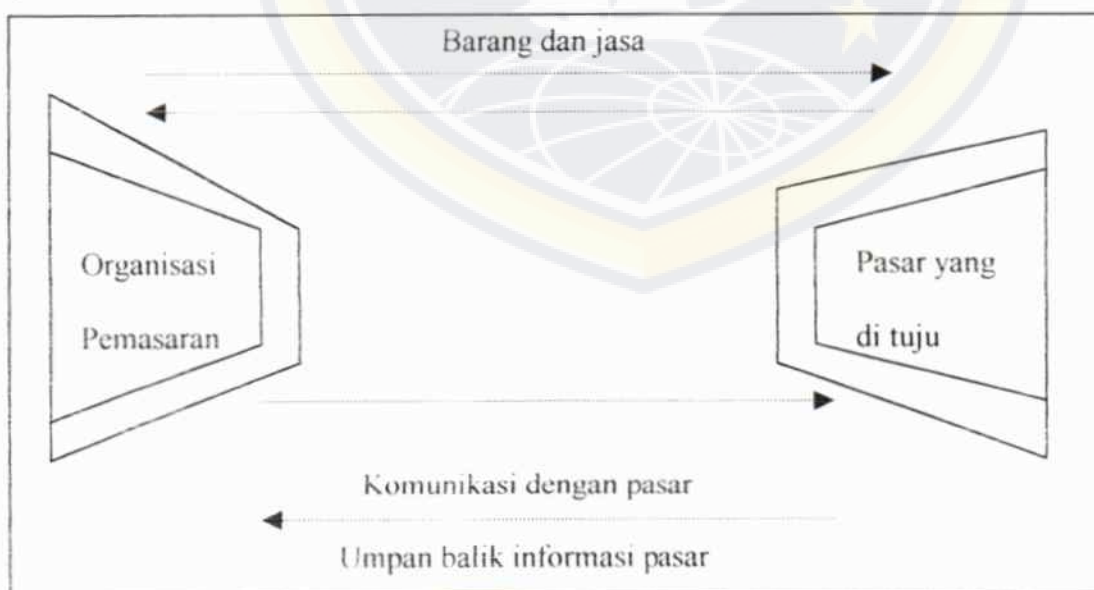 Barang dan jasa
Organisasi
Pemasaran
Pasar yang
di tuju
Komunikasi dengan pasar
Umpan balik informasi pasar